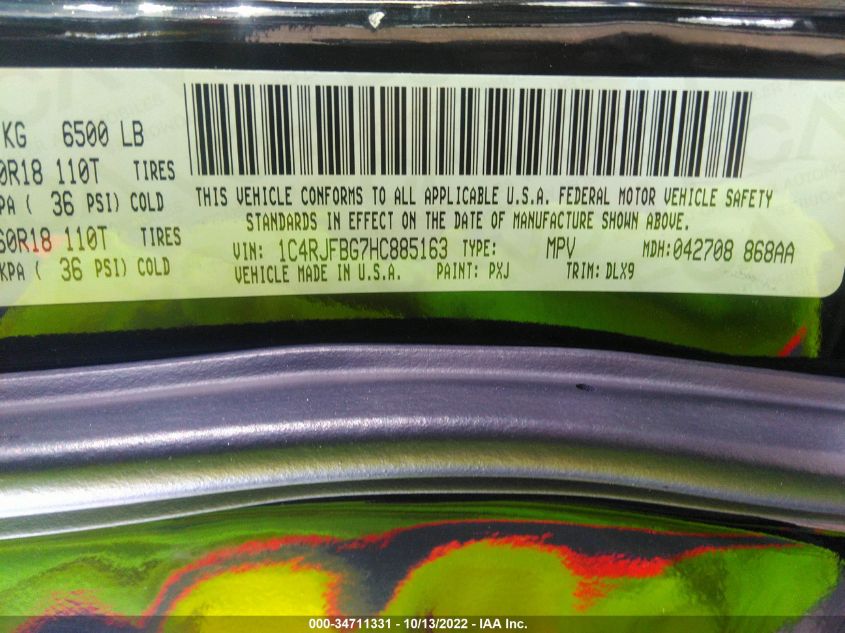 KG 6500 LB
0R18 110T TIRES
KPA ( 36 PSI) COLD
60R18 110T TIRES
KPA ( 36 PSI) COLD
THIS VEHICLE CONFORMS TO ALL APPLICABLE U.S.A. FEDERAL MOTOR VEHICLE SAFETY
STANDARDS IN EFFECT ON THE DATE OF MANUFACTURE SHOWN ABOVE.
VIN: 1C4RJFBG7HC885163 TYPE: MPV MDH:042708 868AA
VEHICLE MADE IN U.S.A. PAINT: PXJ TRIM: DLX9
000-34711331 - 10/13/2022 - IAA Inc.